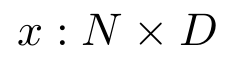 x : N × D